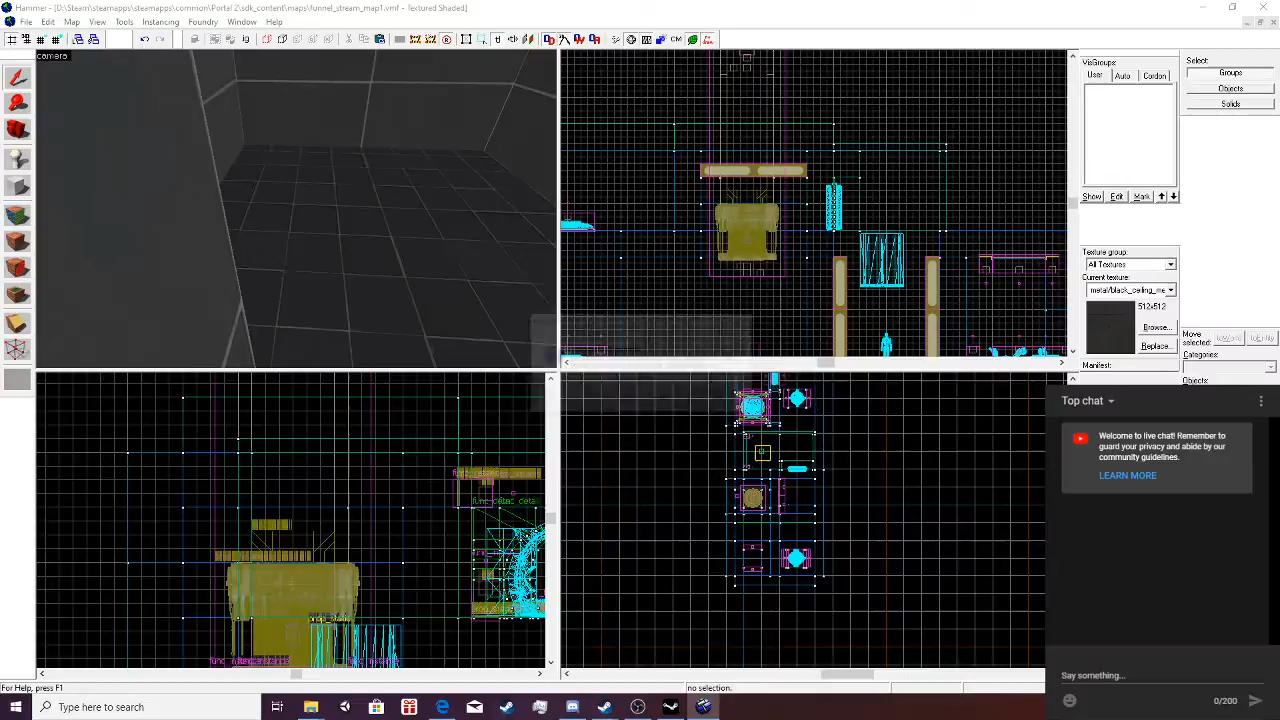 Hammer - [D:\Steam\steamapps\steamapps\common\Portal 2\sdk_content\maps\funnel_stream_map1.vmf - Textured Shaded]
File Edit Map View Tools Instancing Foundry Window Help
camera
VisGroups:
User Auto Cordon
Show Edit Mark
Select:
Groups
Objects
Solids
Texture group:
All Textures
Current texture:
metal/black_ceiling_me
512x512
Browse...
Replace...
Manifest:
Move selected:
toWorld toEntity
Categories:
Objects:
func_detail
Top chat
Welcome to live chat! Remember to
guard your privacy and abide by our
community guidelines.
LEARN MORE
Say something...
0/200
For Help, press F1
no selection.
Type here to search